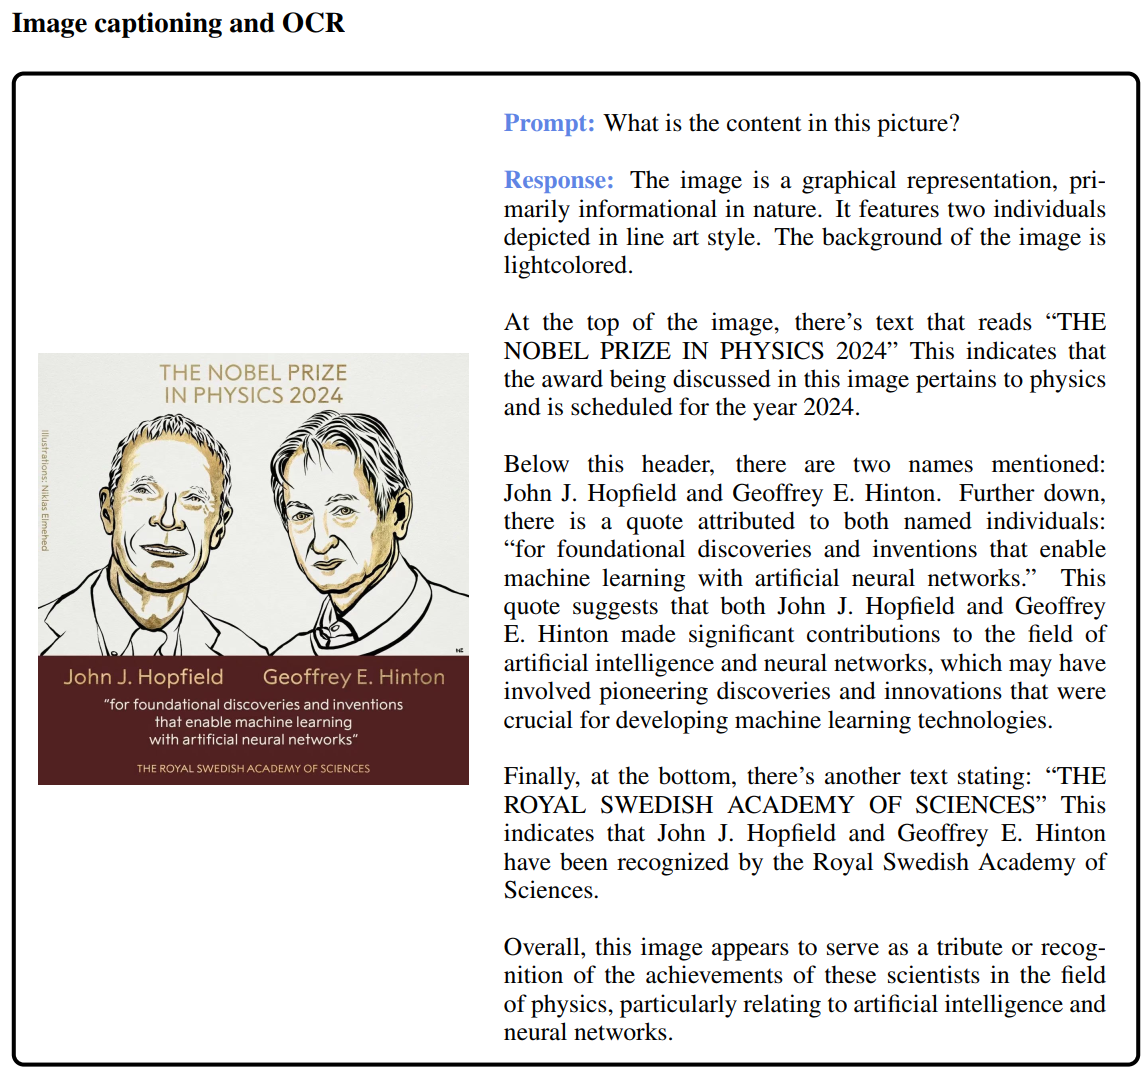 Image captioning and OCR
THE NOBEL PRIZE
IN PHYSICS 2024
Illustrations: Niklas Elmehed
John J. Hopfield Geoffrey E. Hinton
“for foundational discoveries and inventions
that enable machine learning
with artificial neural networks”
THE ROYAL SWEDISH ACADEMY OF SCIENCES
Prompt: What is the content in this picture?
Response: The image is a graphical representation, pri-
marily informational in nature. It features two individuals
depicted in line art style. The background of the image is
lightcolored.
At the top of the image, there’s text that reads “THE
NOBEL PRIZE IN PHYSICS 2024” This indicates that
the award being discussed in this image pertains to physics
and is scheduled for the year 2024.
Below this header, there are two names mentioned:
John J. Hopfield and Geoffrey E. Hinton. Further down,
there is a quote attributed to both named individuals:
“for foundational discoveries and inventions that enable
machine learning with artificial neural networks.” This
quote suggests that both John J. Hopfield and Geoffrey
E. Hinton made significant contributions to the field of
artificial intelligence and neural networks, which may have
involved pioneering discoveries and innovations that were
crucial for developing machine learning technologies.
Finally, at the bottom, there’s another text stating: “THE
ROYAL SWEDISH ACADEMY OF SCIENCES” This
indicates that John J. Hopfield and Geoffrey E. Hinton
have been recognized by the Royal Swedish Academy of
Sciences.
Overall, this image appears to serve as a tribute or recog-
nition of the achievements of these scientists in the field
of physics, particularly relating to artificial intelligence and
neural networks.